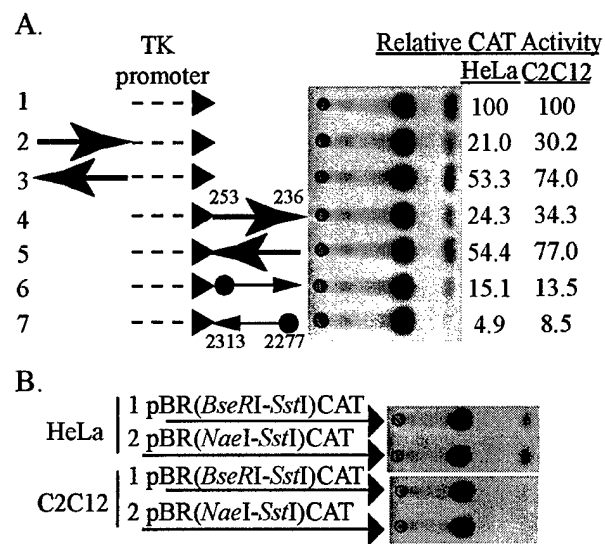 A.
TK
promoter
Relative CAT Activity
HeLa C2C12
1 100 100
2 21.0 30.2
3 53.3 74.0
253 236
4 24.3 34.3
5 54.4 77.0
6 15.1 13.5
7 4.9 8.5
2313 2277
B.
HeLa
1 pBR(BseRI-SstI)CAT
2 pBR(NaeI-SstI)CAT
C2C12
1 pBR(BseRI-SstI)CAT
2 pBR(NaeI-SstI)CAT